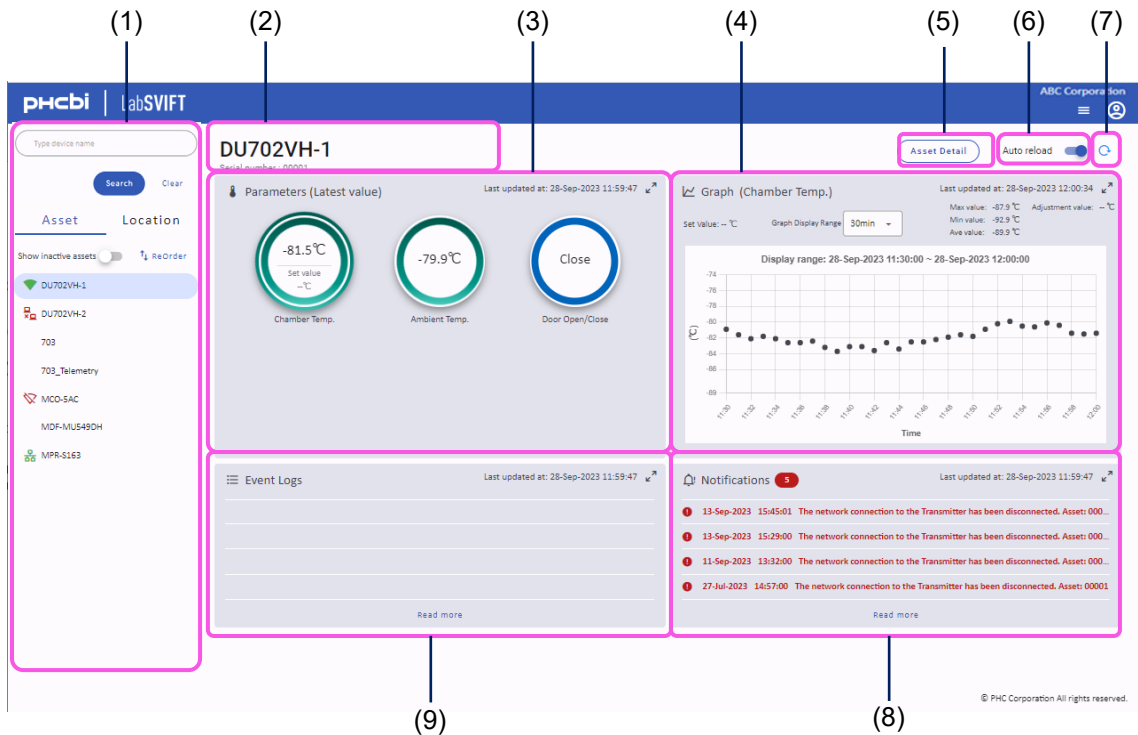 (1) (2) (3) (4) (5) (6) (7)
ABC Corporation
PHCbi LabSVIFT
Type device name
Search Clear
Asset Location
Show inactive assets ReOrder
DU702VH-1
DU702VH-2
703
703_Telemetry
MCO-5AC
MDF-MU549DH
MPR-S163
DU702VH-1
Serial number : 00001
Asset Detail Auto reload
Parameters (Latest value) Last updated at: 28-Sep-2023 11:59:47
-81.5℃
Set value
--℃
Chamber Temp.
-79.9℃
Ambient Temp.
Close
Door Open/Close
Graph (Chamber Temp.) Last updated at: 28-Sep-2023 12:00:34
Set Value: -- ℃ Graph Display Range 30min
Max value: -87.9 ℃ Adjustment value: -- ℃
Min value: -92.9 ℃
Ave value: -89.9 ℃
Display range: 28-Sep-2023 11:30:00 ~ 28-Sep-2023 12:00:00
-74
-78
-78
-80
-82
-84
-86
-89
(℃)
11:30 11:32 11:34 11:36 11:38 11:40 11:42 11:44 11:46 11:48 11:50 11:52 11:54 11:56 11:58 12:00
Time
Event Logs Last updated at: 28-Sep-2023 11:59:47
Read more
Notifications 5 Last updated at: 28-Sep-2023 11:59:47
13-Sep-2023 15:45:01 The network connection to the Transmitter has been disconnected. Asset: 000...
13-Sep-2023 15:29:00 The network connection to the Transmitter has been disconnected. Asset: 000...
11-Sep-2023 13:32:00 The network connection to the Transmitter has been disconnected. Asset: 000...
27-Jul-2023 14:57:00 The network connection to the Transmitter has been disconnected. Asset: 00001
Read more
© PHC Corporation All rights reserved.
(9) (8)